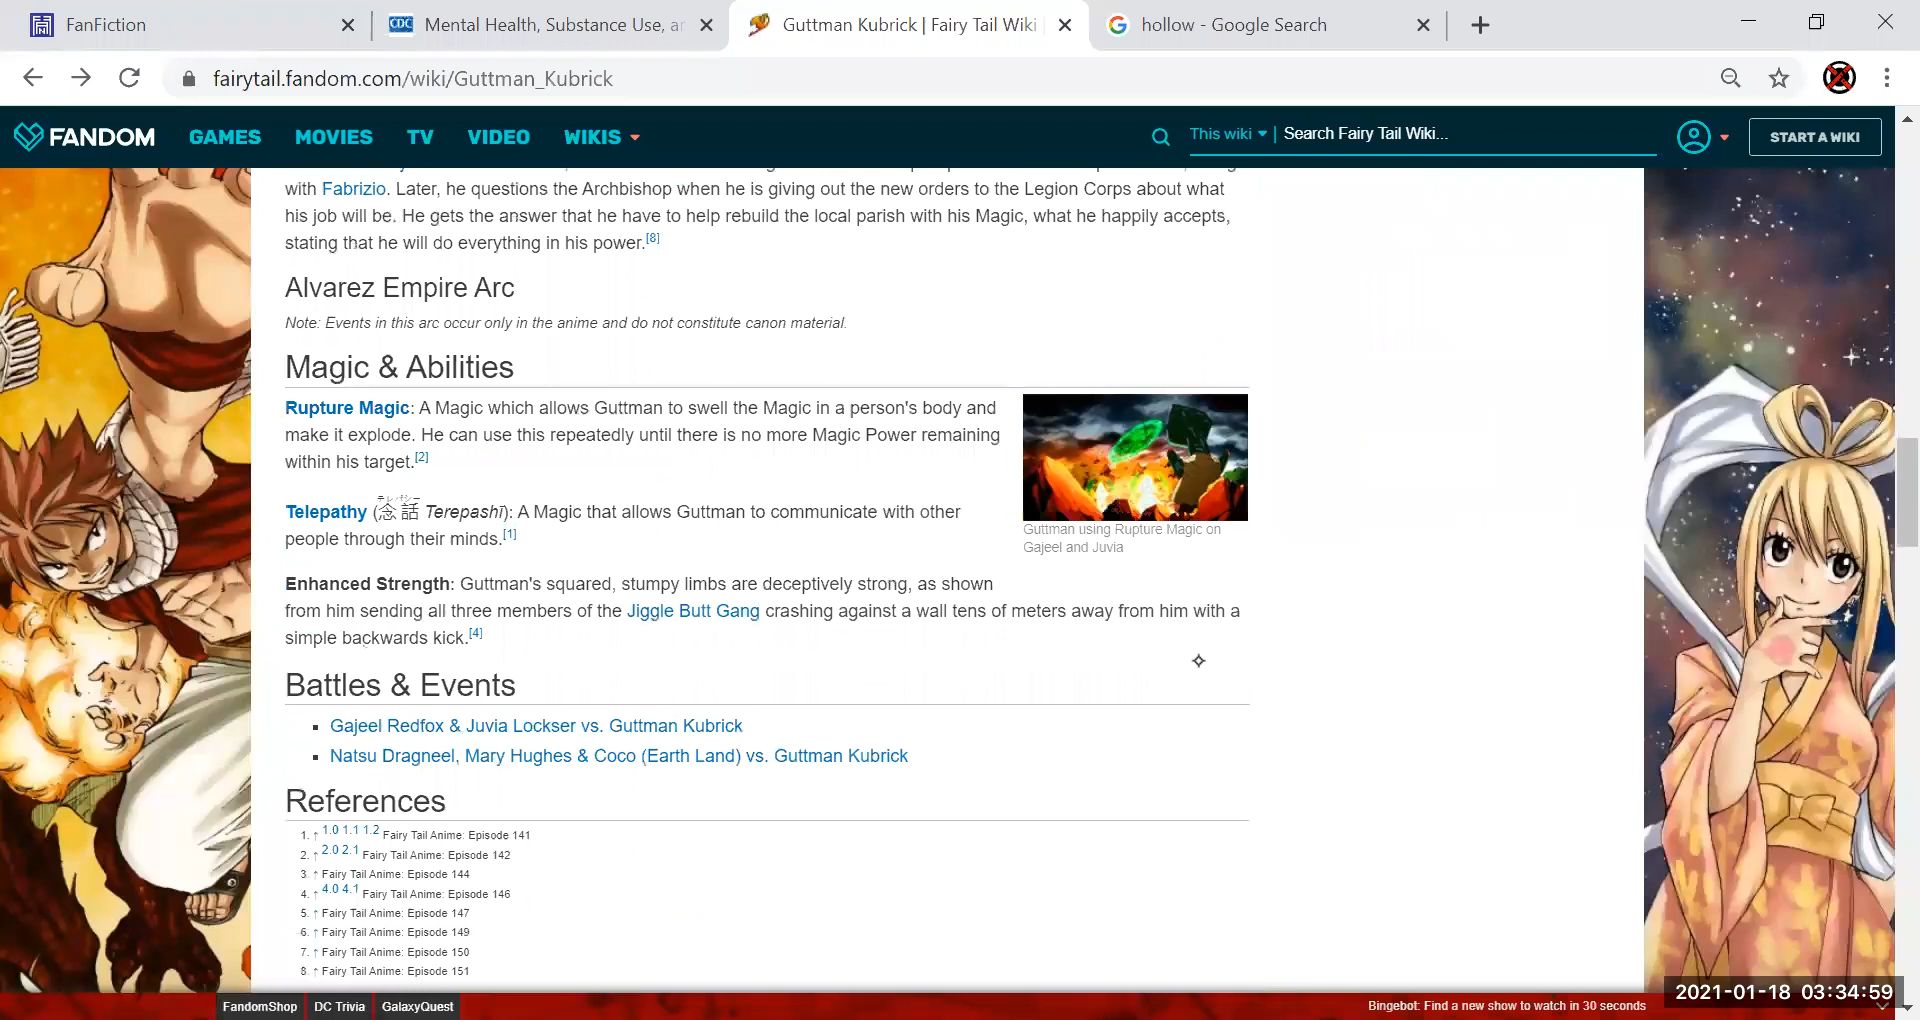 FanFiction
CDC Mental Health, Substance Use, ar
Guttman Kubrick | Fairy Tail Wiki
G hollow - Google Search
fairytail.fandom.com/wiki/Guttman_Kubrick
FANDOM GAMES MOVIES TV VIDEO WIKIS This wiki Search Fairy Tail Wiki... START A WIKI
with Fabrizio. Later, he questions the Archbishop when he is giving out the new orders to the Legion Corps about what
his job will be. He gets the answer that he have to help rebuild the local parish with his Magic, what he happily accepts,
stating that he will do everything in his power.[8]
Alvarez Empire Arc
Note: Events in this arc occur only in the anime and do not constitute canon material.
Magic & Abilities
Rupture Magic: A Magic which allows Guttman to swell the Magic in a person's body and
make it explode. He can use this repeatedly until there is no more Magic Power remaining
within his target.[2]
テレパシー
Telepathy (念話 Terepashī): A Magic that allows Guttman to communicate with other
people through their minds.[1]
Guttman using Rupture Magic on
Gajeel and Juvia
Enhanced Strength: Guttman's squared, stumpy limbs are deceptively strong, as shown
from him sending all three members of the Jiggle Butt Gang crashing against a wall tens of meters away from him with a
simple backwards kick.[4]
Battles & Events
▪ Gajeel Redfox & Juvia Lockser vs. Guttman Kubrick
▪ Natsu Dragneel, Mary Hughes & Coco (Earth Land) vs. Guttman Kubrick
References
1. ↑ 1.0 1.1 1.2 Fairy Tail Anime: Episode 141
2. ↑ 2.0 2.1 Fairy Tail Anime: Episode 142
3. ↑ Fairy Tail Anime: Episode 144
4. ↑ 4.0 4.1 Fairy Tail Anime: Episode 146
5. ↑ Fairy Tail Anime: Episode 147
6. ↑ Fairy Tail Anime: Episode 149
7. ↑ Fairy Tail Anime: Episode 150
8. ↑ Fairy Tail Anime: Episode 151
2021-01-18 03:34:59
FandomShop DC Trivia GalaxyQuest Bingebot: Find a new show to watch in 30 seconds